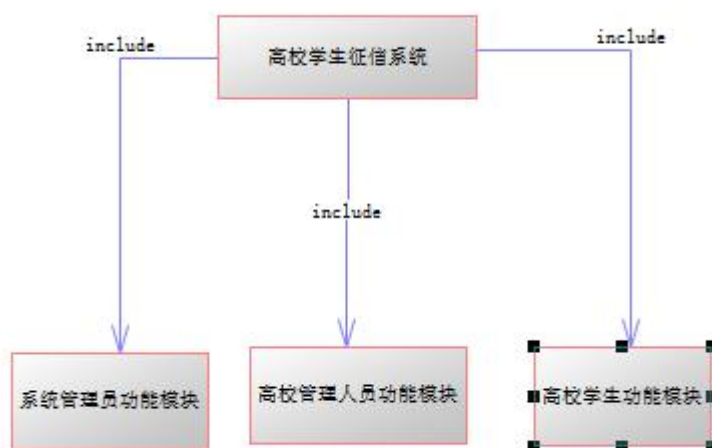 include
高校学生征信系统
include
include
系统管理员功能模块
高校管理人员功能模块
高校学生功能模块